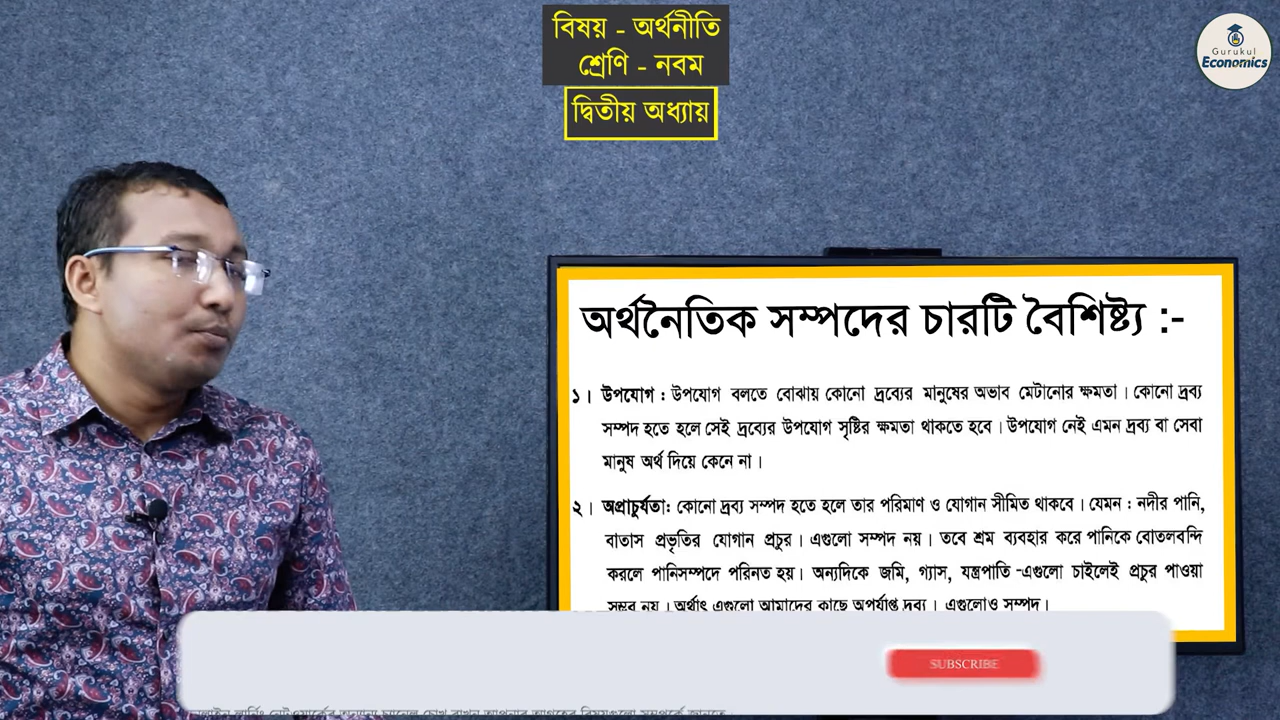 বিষয় - অর্থনীতি
শ্রেণি - নবম
দ্বিতীয় অধ্যায়
Gurukul
Economics
অর্থনৈতিক সম্পদের চারটি বৈশিষ্ট্য :-
১। উপযোগ : উপযোগ বলতে বোঝায় কোনো দ্রব্যের মানুষের অভাব মেটানোর ক্ষমতা। কোনো দ্রব্য
সম্পদ হতে হলে সেই দ্রব্যের উপযোগ সৃষ্টির ক্ষমতা থাকতে হবে। উপযোগ নেই এমন দ্রব্য বা সেবা
মানুষ অর্থ দিয়ে কেনে না।
২। অপ্রাচুর্যতা: কোনো দ্রব্য সম্পদ হতে হলে তার পরিমাণ ও যোগান সীমিত থাকবে। যেমন : নদীর পানি,
বাতাস প্রভৃতির যোগান প্রচুর। এগুলো সম্পদ নয়। তবে শ্রম ব্যবহার করে পানিকে বোতলবন্দি
করলে পানিসম্পদে পরিনত হয়। অন্যদিকে জমি, গ্যাস, যন্ত্রপাতি -এগুলো চাইলেই প্রচুর পাওয়া
সম্ভব নয়। অর্থাৎ এগুলো আমাদের কাছে অপর্যাপ্ত দ্রব্য। এগুলোও সম্পদ।
SUBSCRIBE